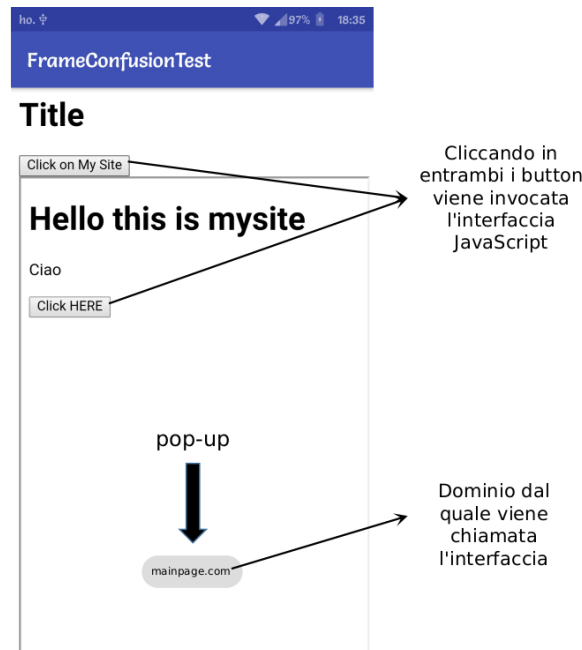 ho. 97% 18:35
FrameConfusionTest
Title
Click on My Site
Hello this is mysite
Ciao
Click HERE
pop-up
mainpage.com
Cliccando in
entrambi i button
viene invocata
l'interfaccia
JavaScript
Dominio dal
quale viene
chiamata
l'interfaccia